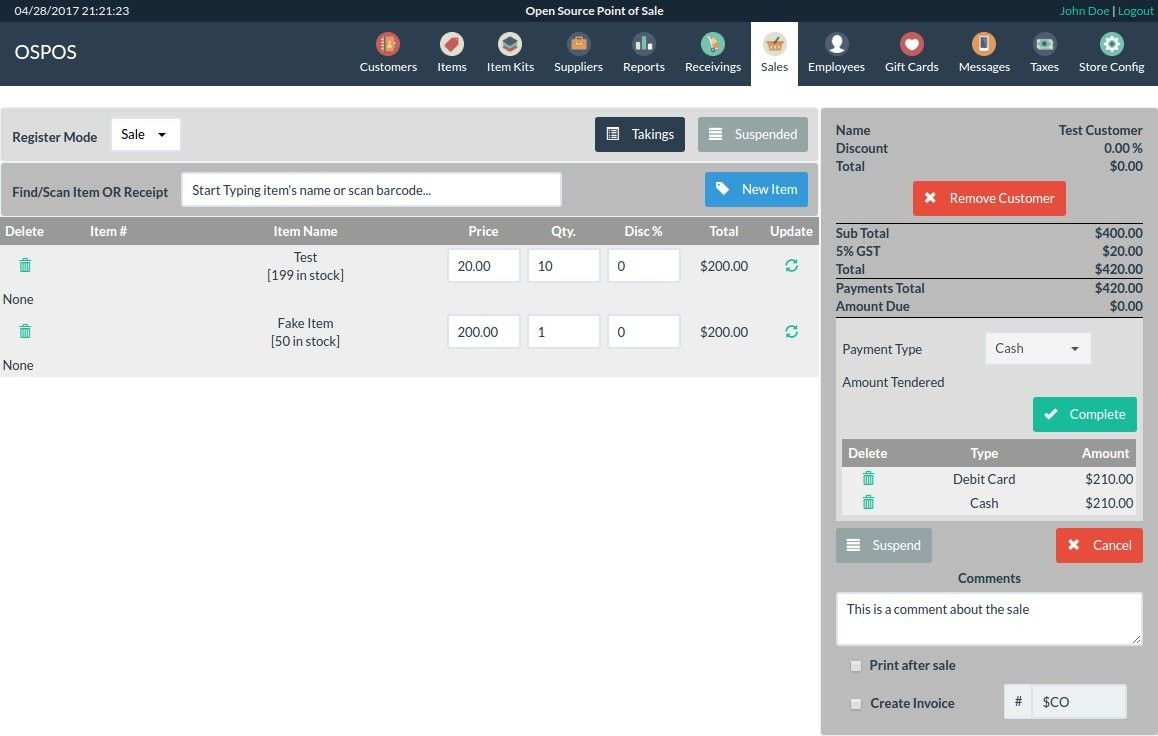 04/28/2017 21:21:23
Open Source Point of Sale
John Doe | Logout
OSPOS
Customers
Items
Item Kits
Suppliers
Reports
Receivings
Sales
Employees
Gift Cards
Messages
Taxes
Store Config
Register Mode
Sale
Takings
Suspended
Find/Scan Item OR Receipt
Start Typing item's name or scan barcode...
New Item
Delete Item # Item Name Price Qty. Disc % Total Update
Test
[199 in stock]
20.00 10 0 $200.00
None
Fake Item
[50 in stock]
200.00 1 0 $200.00
None
Name Test Customer
Discount 0.00 %
Total $0.00
Remove Customer
Sub Total $400.00
5% GST $20.00
Total $420.00
Payments Total $420.00
Amount Due $0.00
Payment Type Cash
Amount Tendered
Complete
Delete Type Amount
Debit Card $210.00
Cash $210.00
Suspend
Cancel
Comments
This is a comment about the sale
Print after sale
Create Invoice # $CO